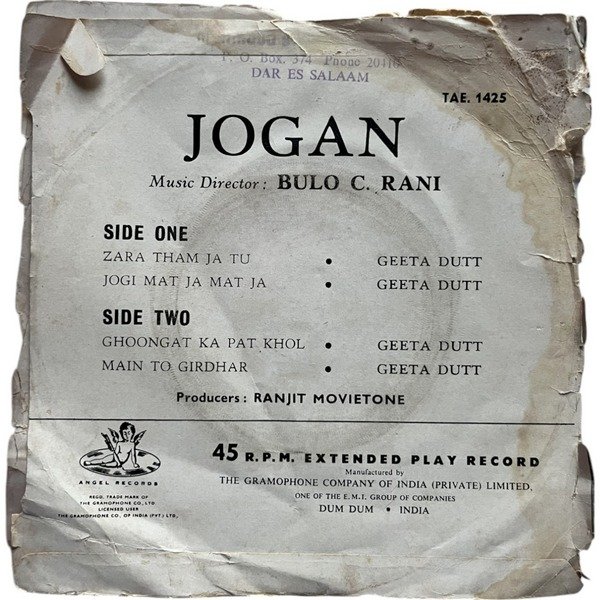 P. O. Box. 374 Phone 20410
DAR ES SALAAM
TAE. 1425
JOGAN
Music Director: BULO C. RANI
SIDE ONE
ZARA THAM JA TU • GEETA DUTT
JOGI MAT JA MAT JA • GEETA DUTT
SIDE TWO
GHOONGAT KA PAT KHOL • GEETA DUTT
MAIN TO GIRDHAR • GEETA DUTT
Producers: RANJIT MOVIETONE
ANGEL RECORDS
REGD. TRADE MARK OF
THE GRAMOPHONE CO., LTD
LICENSED USER
THE GRAMOPHONE CO. OF INDIA (PVT.) LTD.
45 R.P.M. EXTENDED PLAY RECORD
Manufactured by
THE GRAMOPHONE COMPANY OF INDIA (PRIVATE) LIMITED.
ONE OF THE E.M.I. GROUP OF COMPANIES
DUM DUM • INDIA